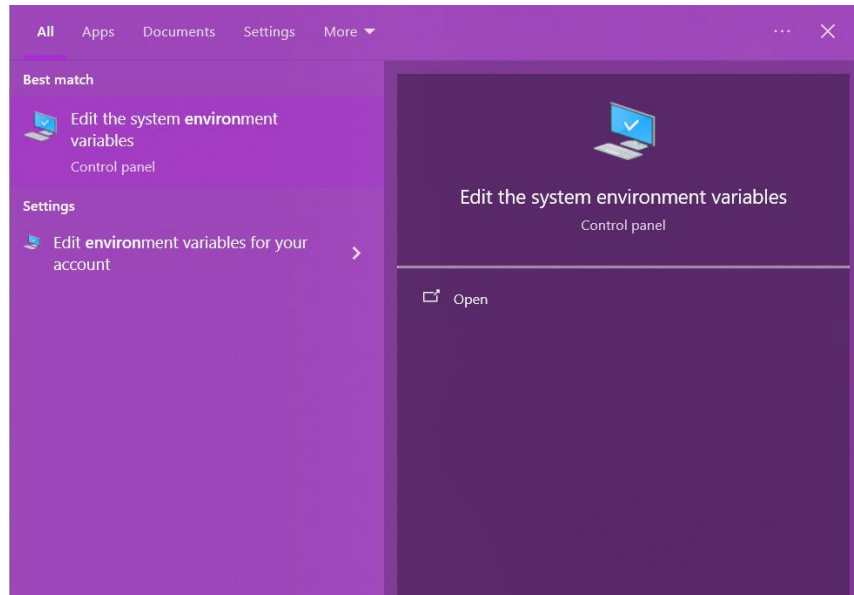 All Apps Documents Settings More
Best match
Edit the system environment
variables
Control panel
Settings
Edit environment variables for your
account
Edit the system environment variables
Control panel
Open